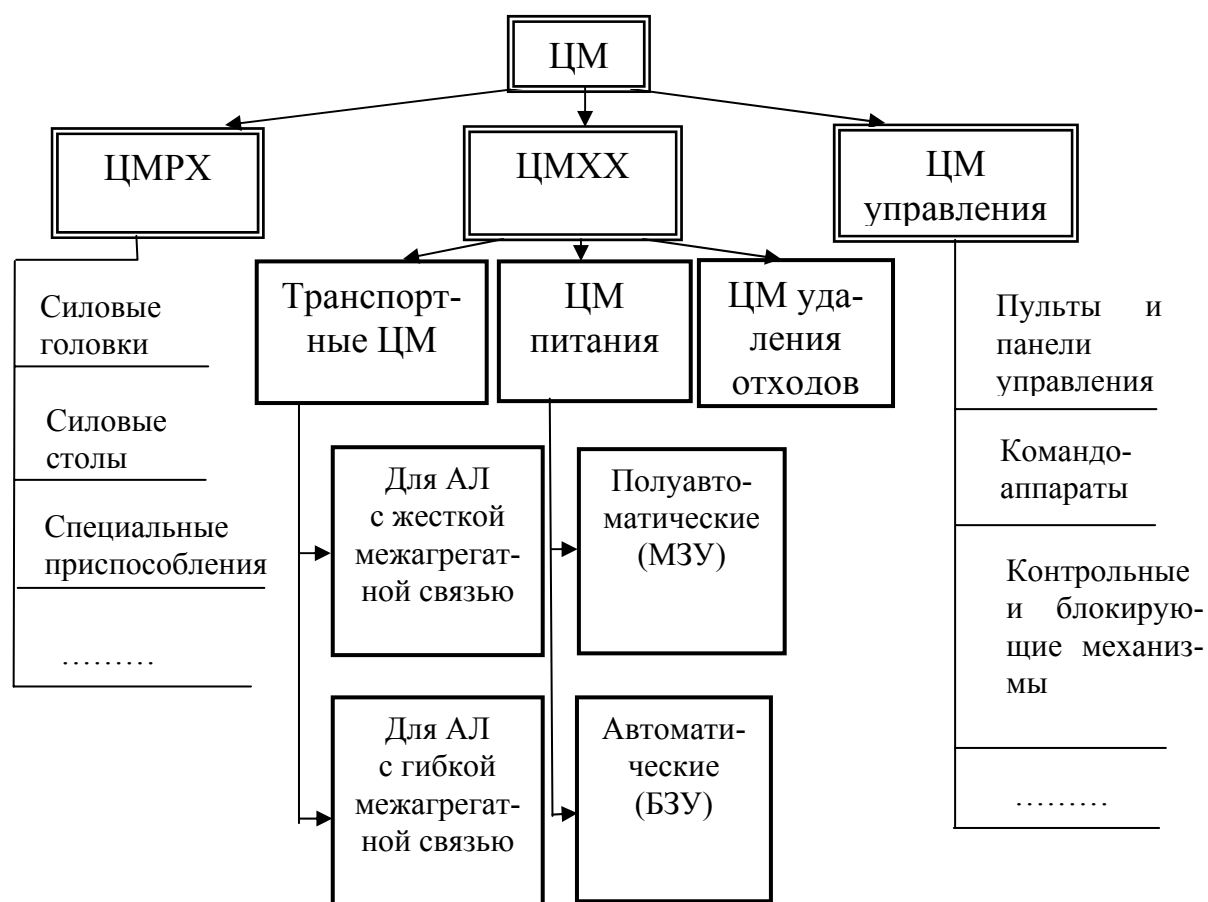 ЦМ
ЦМРХ
ЦМХХ
ЦМ
управления
Силовые
головки
Силовые
столы
Специальные
приспособления
………
Транспорт-
ные ЦМ
ЦМ
питания
ЦМ уда-
ления
отходов
Для АЛ
с жесткой
межагрегат-
ной связью
Для АЛ
с гибкой
межагрегат-
ной связью
Полуавто-
матические
(МЗУ)
Автомати-
ческие
(БЗУ)
Пульты и
панели
управления
Командо-
аппараты
Контрольные
и блокирую-
щие механиз-
мы
………